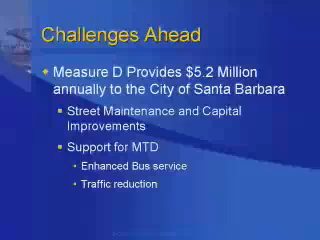 Challenges Ahead
Measure D Provides $5.2 Million
annually to the City of Santa Barbara
Street Maintenance and Capital
Improvements
Support for MTD
Enhanced Bus service
Traffic reduction